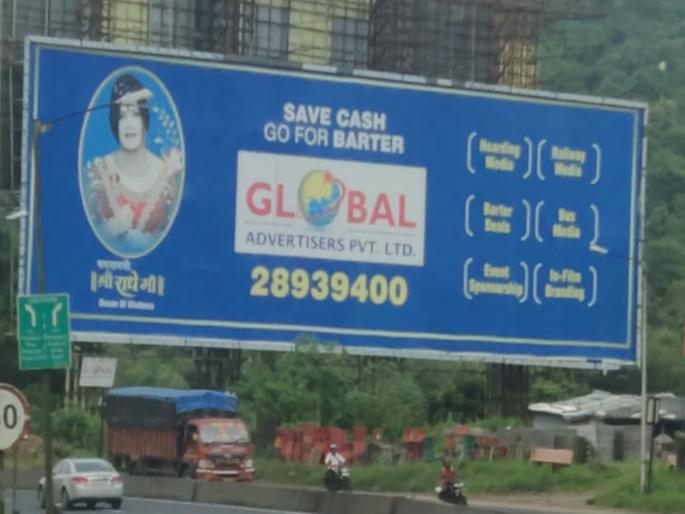 SAVE CASH
GO FOR BARTER
GLOBAL
ADVERTISERS PVT. LTD.
28939400
॥श्री राधे माँ॥
Hoarding
Media
Railway
Media
Barter
Deals
Bus
Media
Event
Sponsorship
In-Film
Branding